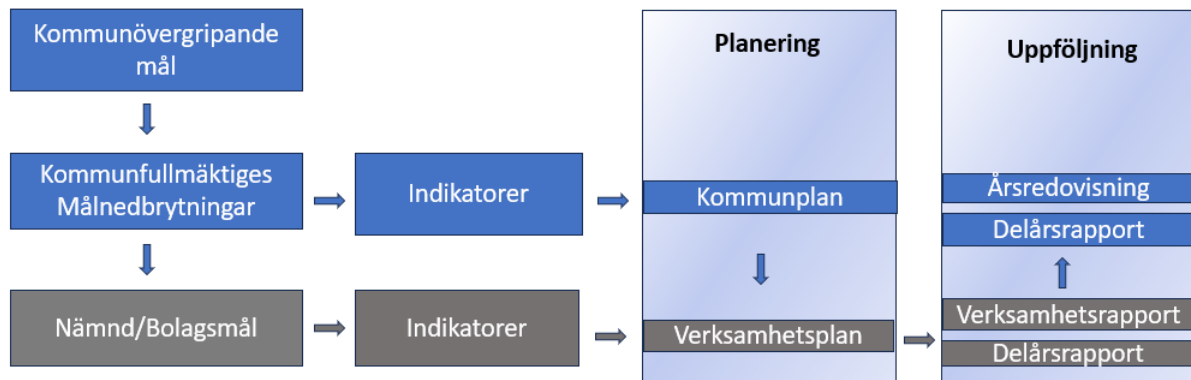 Kommunövergripande
mål
Kommunfullmäktiges
Målnedbrytningar
Indikatorer
Nämnd/Bolagsmål
Indikatorer
Planering
Kommunplan
Verksamhetsplan
Uppföljning
Årsredovisning
Delårsrapport
Verksamhetsrapport
Delårsrapport